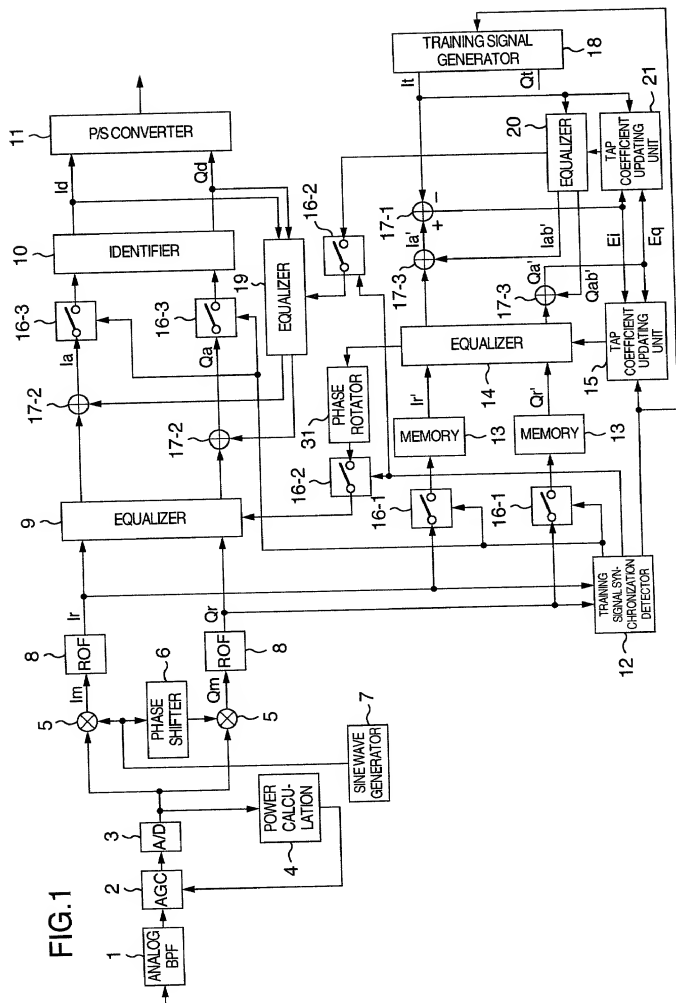 FIG.1
1
ANALOG
BPF
2
AGC
3
A/D
4
POWER
CALCU-
LATION
5
5
6
PHASE
SHIFTER
7
SINE WAVE
GENERATOR
Im
Qm
8
ROF
8
ROF
Ir
Qr
9
EQUALIZER
17-2
17-2
Ia
Qa
16-3
16-3
10
IDENTIFIER
Id
Qd
11
P/S CONVERTER
19
EQUALIZER
16-2
16-2
31
PHASE
ROTATOR
16-1
16-1
12
TRAINING
SIGNAL SYN-
CHRONIZATION
DETECTOR
MEMORY
13
MEMORY
13
Ir'
Qr'
14
EQUALIZER
15
TAP
COEFFICIENT
UPDATING
UNIT
17-3
17-3
Ia'
17-1
+
−
Iab'
Qa'
Qab'
Ei
Eq
It
Qt
18
TRAINING SIGNAL
GENERATOR
20
EQUALIZER
21
TAP
COEFFICIENT
UPDATING
UNIT